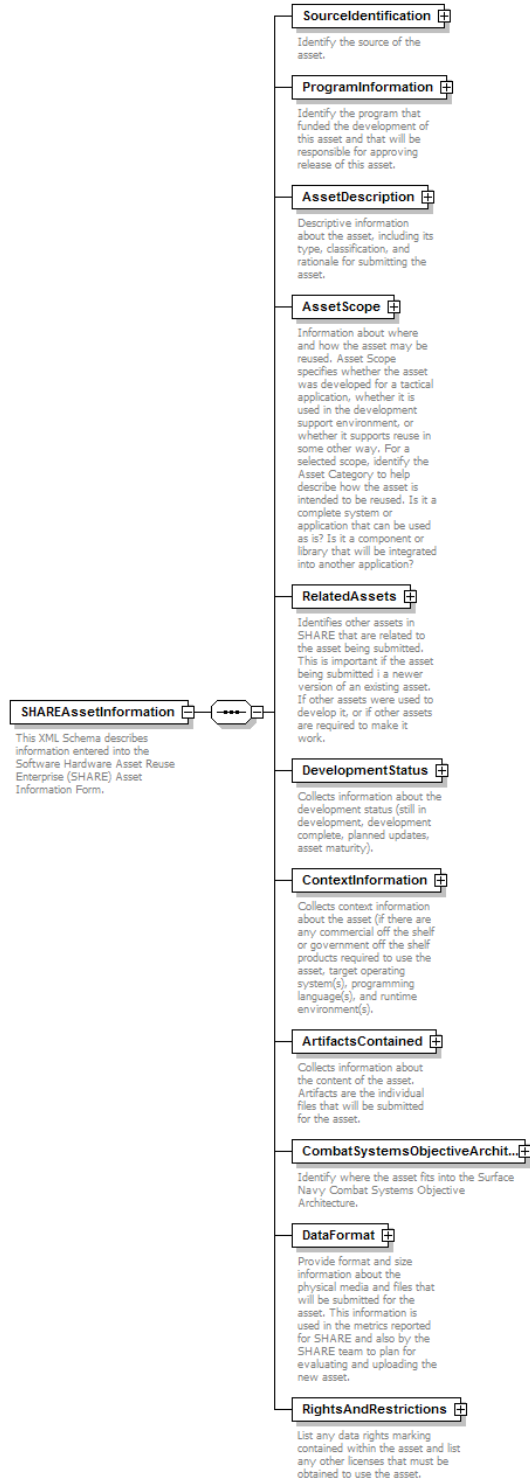 SourceIdentification
Identify the source of the
asset.
ProgramInformation
Identify the program that
funded the development of
this asset and that will be
responsible for approving
release of this asset.
AssetDescription
Descriptive information
about the asset, including its
type, classification, and
rationale for submitting the
asset.
AssetScope
Information about where
and how the asset may be
reused. Asset Scope
specifies whether the asset
was developed for a tactical
application, whether it is
used in the development
support environment, or
whether it supports reuse in
some other way. For a
selected scope, identify the
Asset Category to help
describe how the asset is
intended to be reused. Is it a
complete system or
application that can be used
as is? Is it a component or
library that will be integrated
into another application?
RelatedAssets
Identifies other assets in
SHARE that are related to
the asset being submitted.
This is important if the asset
being submitted i a newer
version of an existing asset.
If other assets were used to
develop it, or if other assets
are required to make it
work.
SHAREAssetInformation
This XML Schema describes
information entered into the
Software Hardware Asset Reuse
Enterprise (SHARE) Asset
Information Form.
DevelopmentStatus
Collects information about the
development status (still in
development, development
complete, planned updates,
asset maturity).
ContextInformation
Collects context information
about the asset (if there are
any commercial off the shelf
or government off the shelf
products required to use the
asset, target operating
system(s), programming
language(s), and runtime
environment(s).
ArtifactsContained
Collects information about
the content of the asset.
Artifacts are the individual
files that will be submitted
for the asset.
CombatSystemsObjectiveArchit...
Identify where the asset fits into the Surface
Navy Combat Systems Objective
Architecture.
DataFormat
Provide format and size
information about the
physical media and files that
will be submitted for the
asset. This information is
used in the metrics reported
for SHARE and also by the
SHARE team to plan for
evaluating and uploading the
new asset.
RightsAndRestrictions
List any data rights marking
contained within the asset and list
any other licenses that must be
obtained to use the asset.